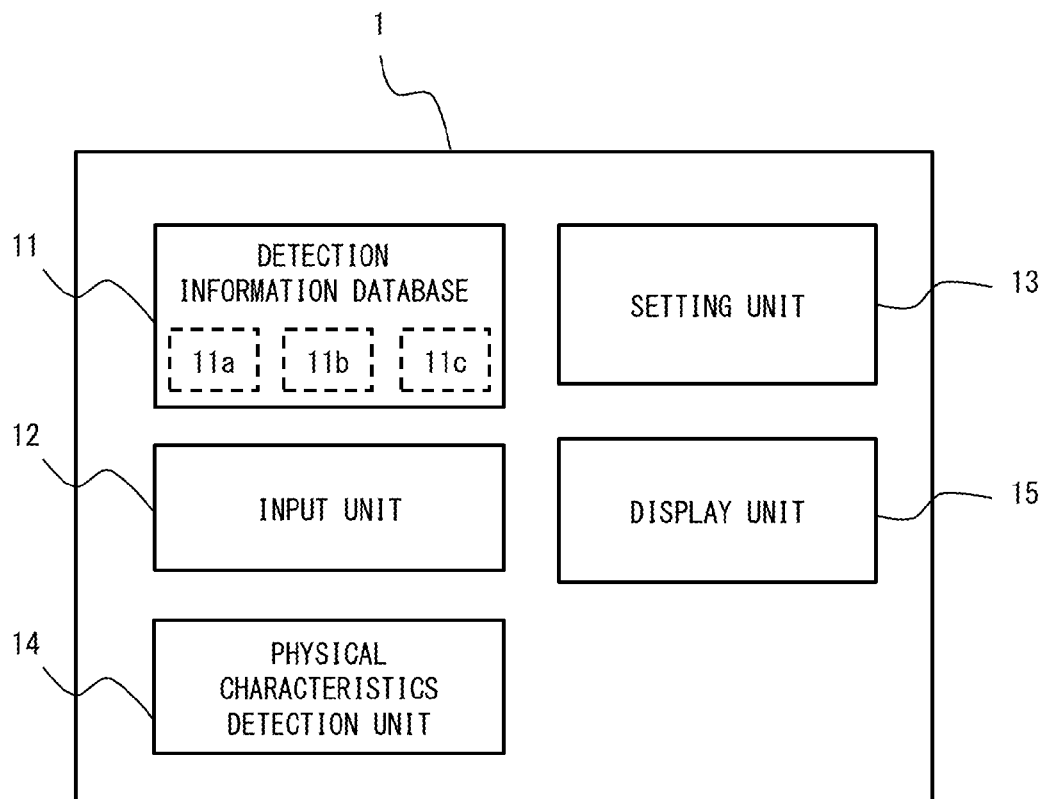 1
11
DETECTION
INFORMATION DATABASE
11a 11b 11c
13
SETTING UNIT
12
INPUT UNIT
15
DISPLAY UNIT
14
PHYSICAL
CHARACTERISTICS
DETECTION UNIT